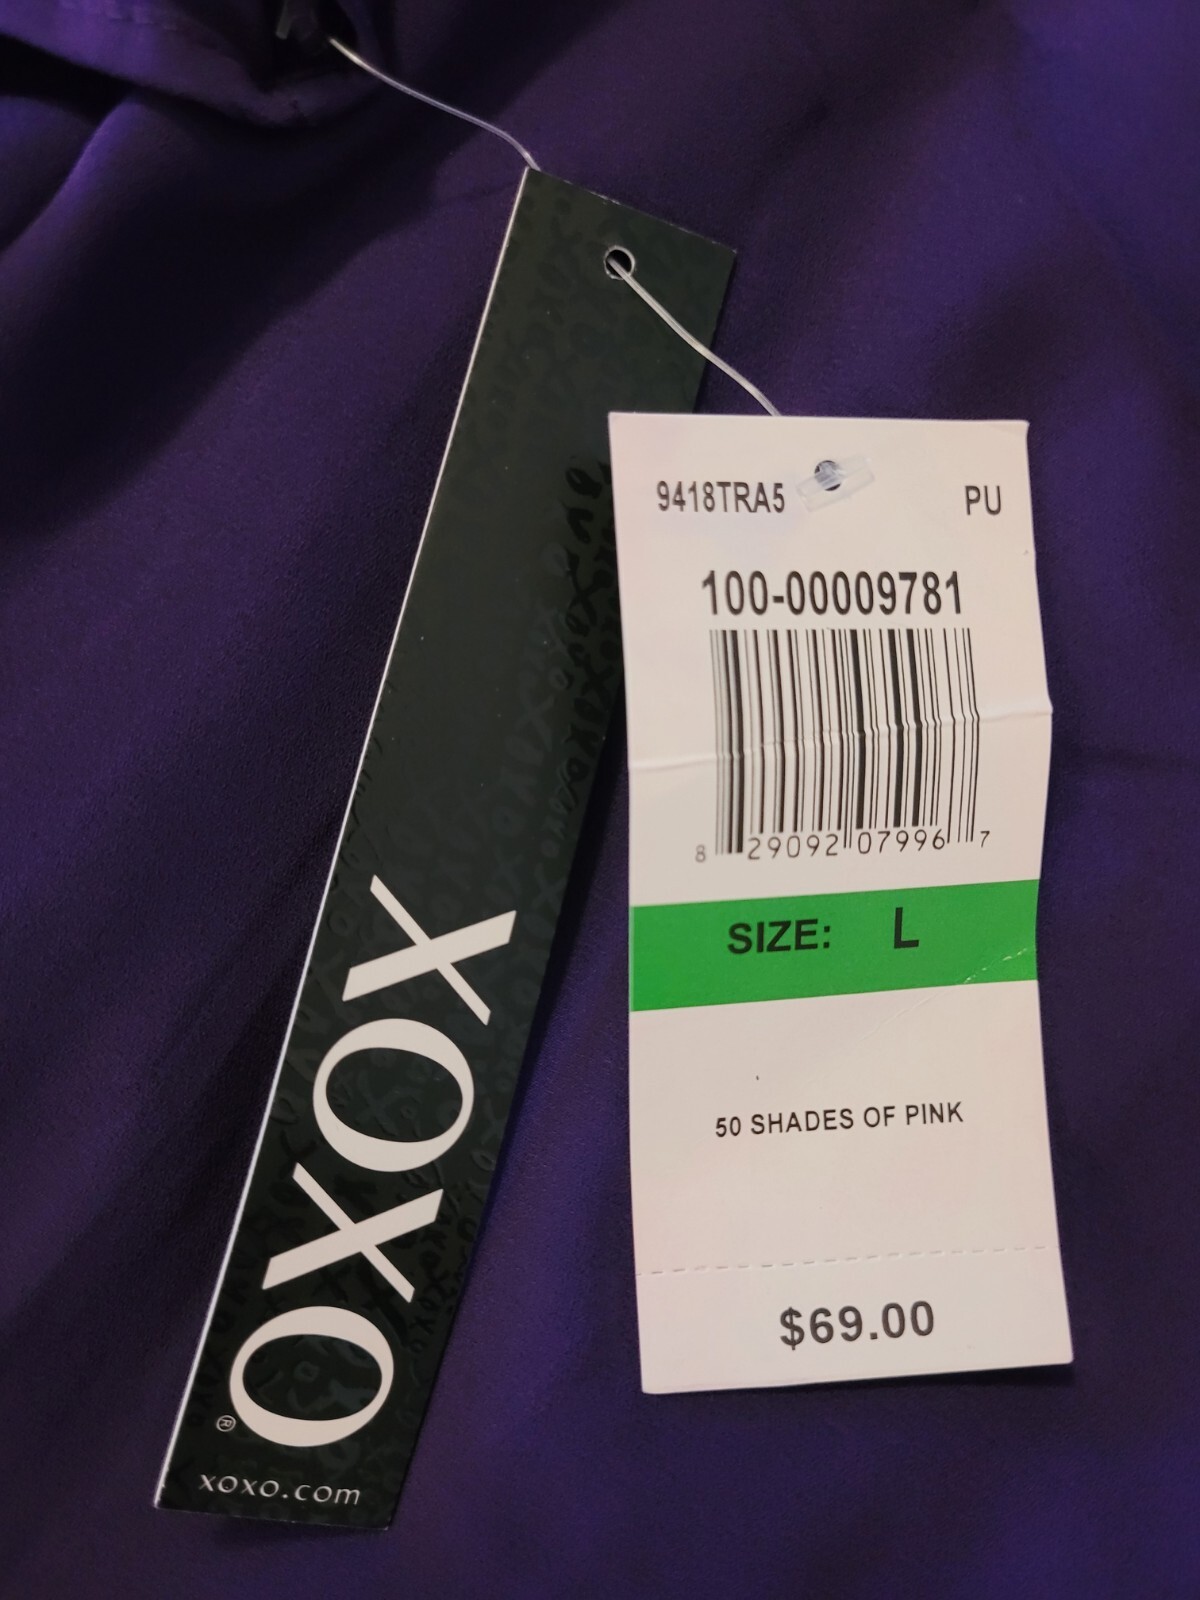 XOXO
®
xoxo.com
9418TRA5 PU
100-00009781
8 29092 07996 7
SIZE: L
50 SHADES OF PINK
$69.00